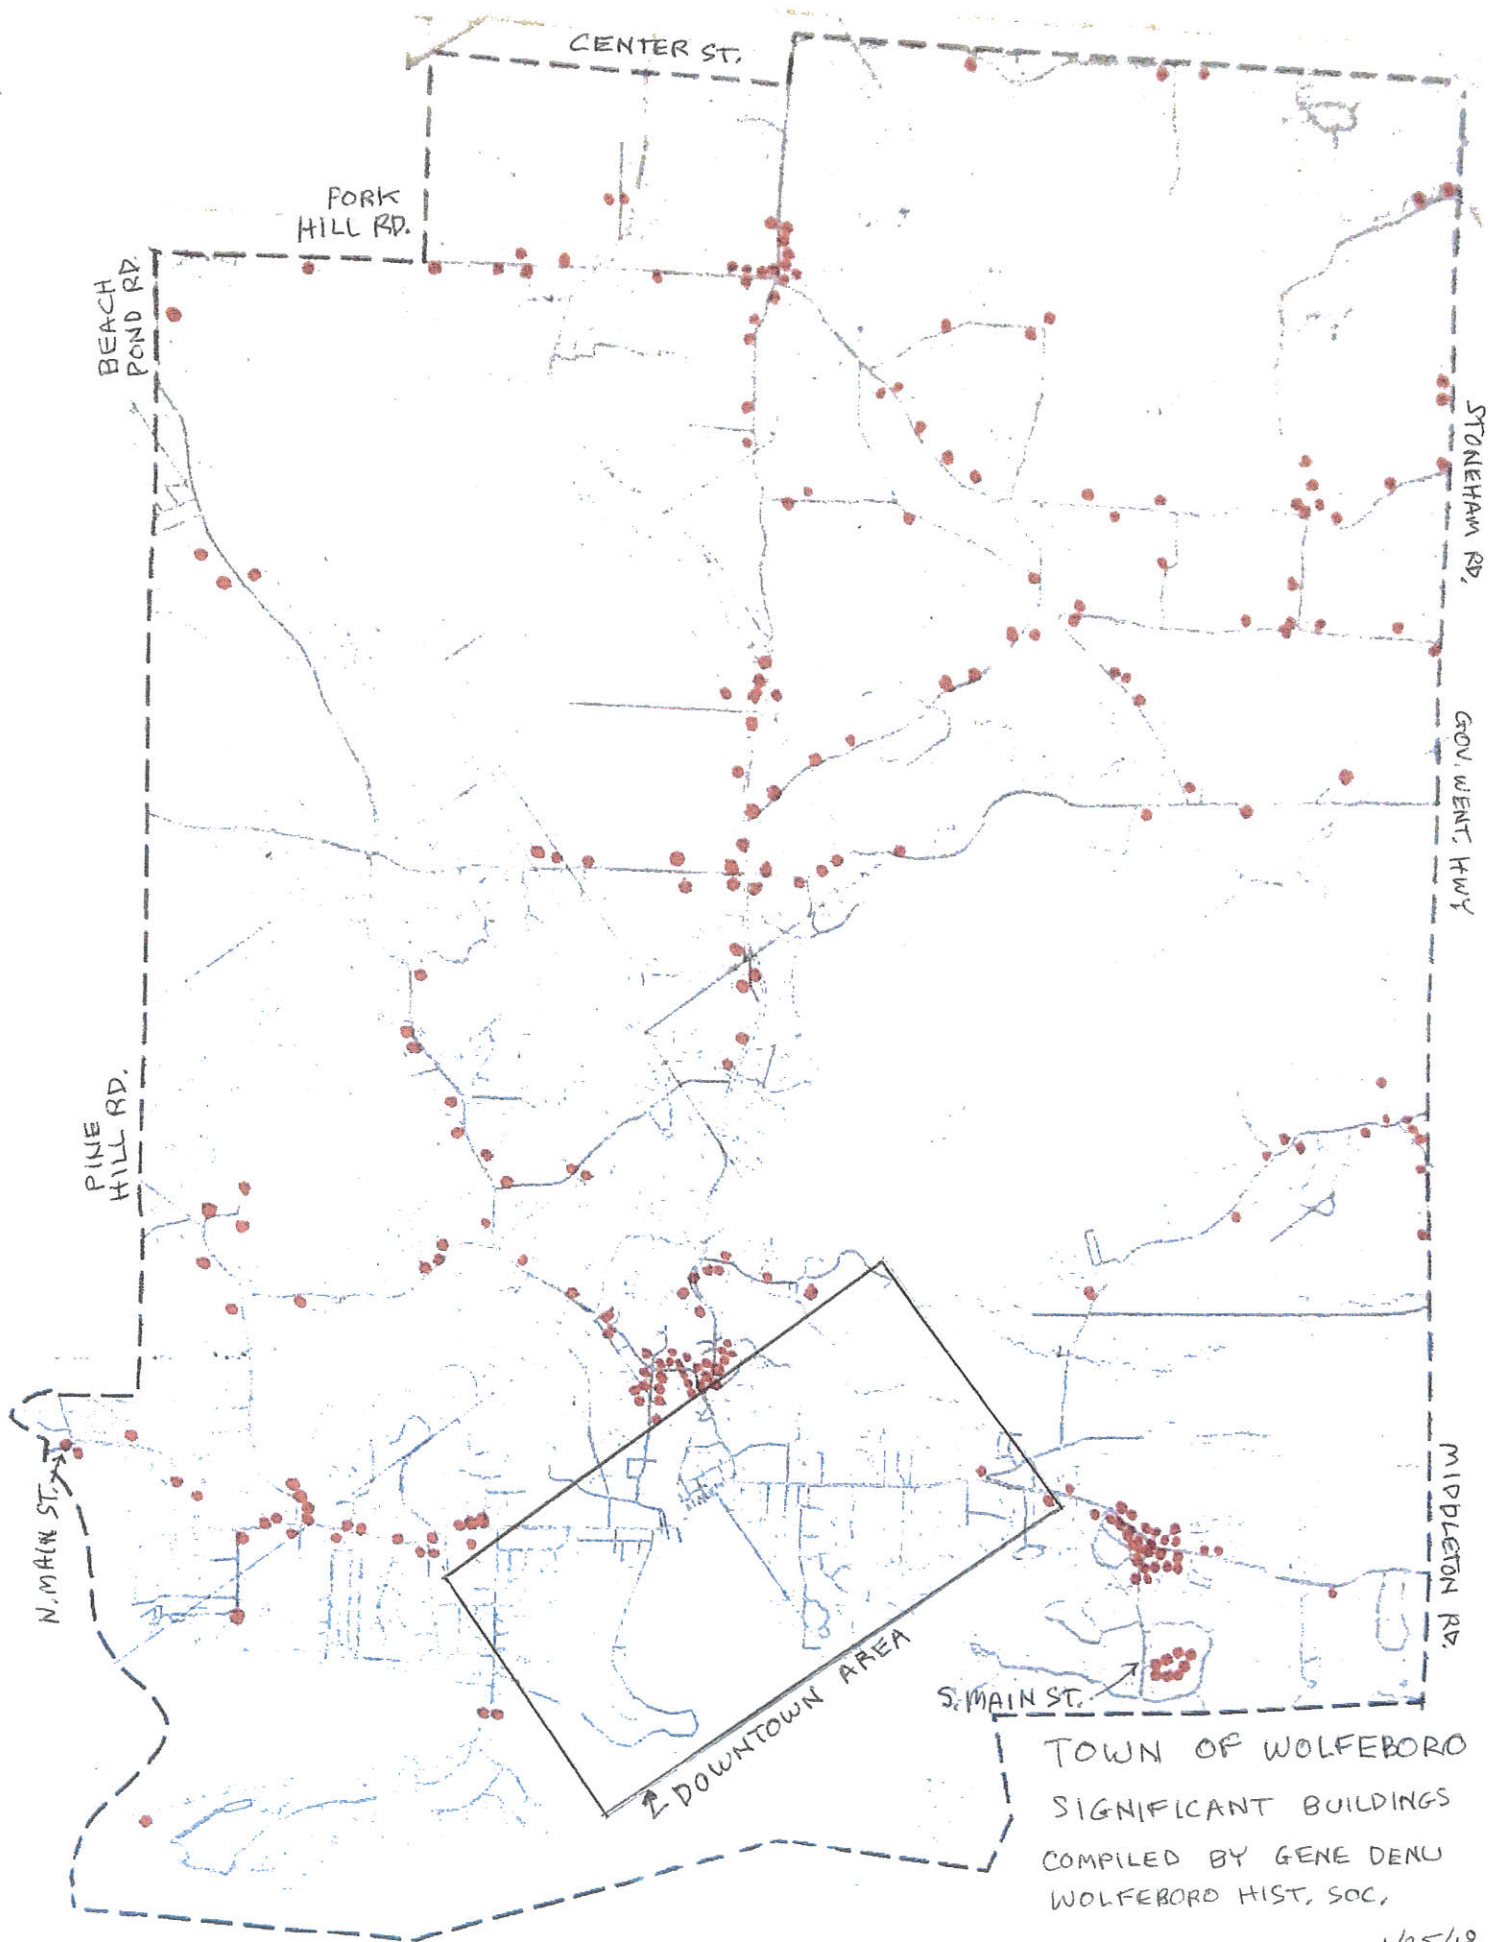 CENTER ST.
FORK
HILL RD.
BEACH
POND RD.
STONEHAM RD.
GOV. WENT. HWY
PINE
HILL RD.
N. MAIN ST.
MIDDLETON RD.
S. MAIN ST.
DOWNTOWN AREA
TOWN OF WOLFEBORO
SIGNIFICANT BUILDINGS
COMPILED BY GENE DENU
WOLFEBORO HIST. SOC.